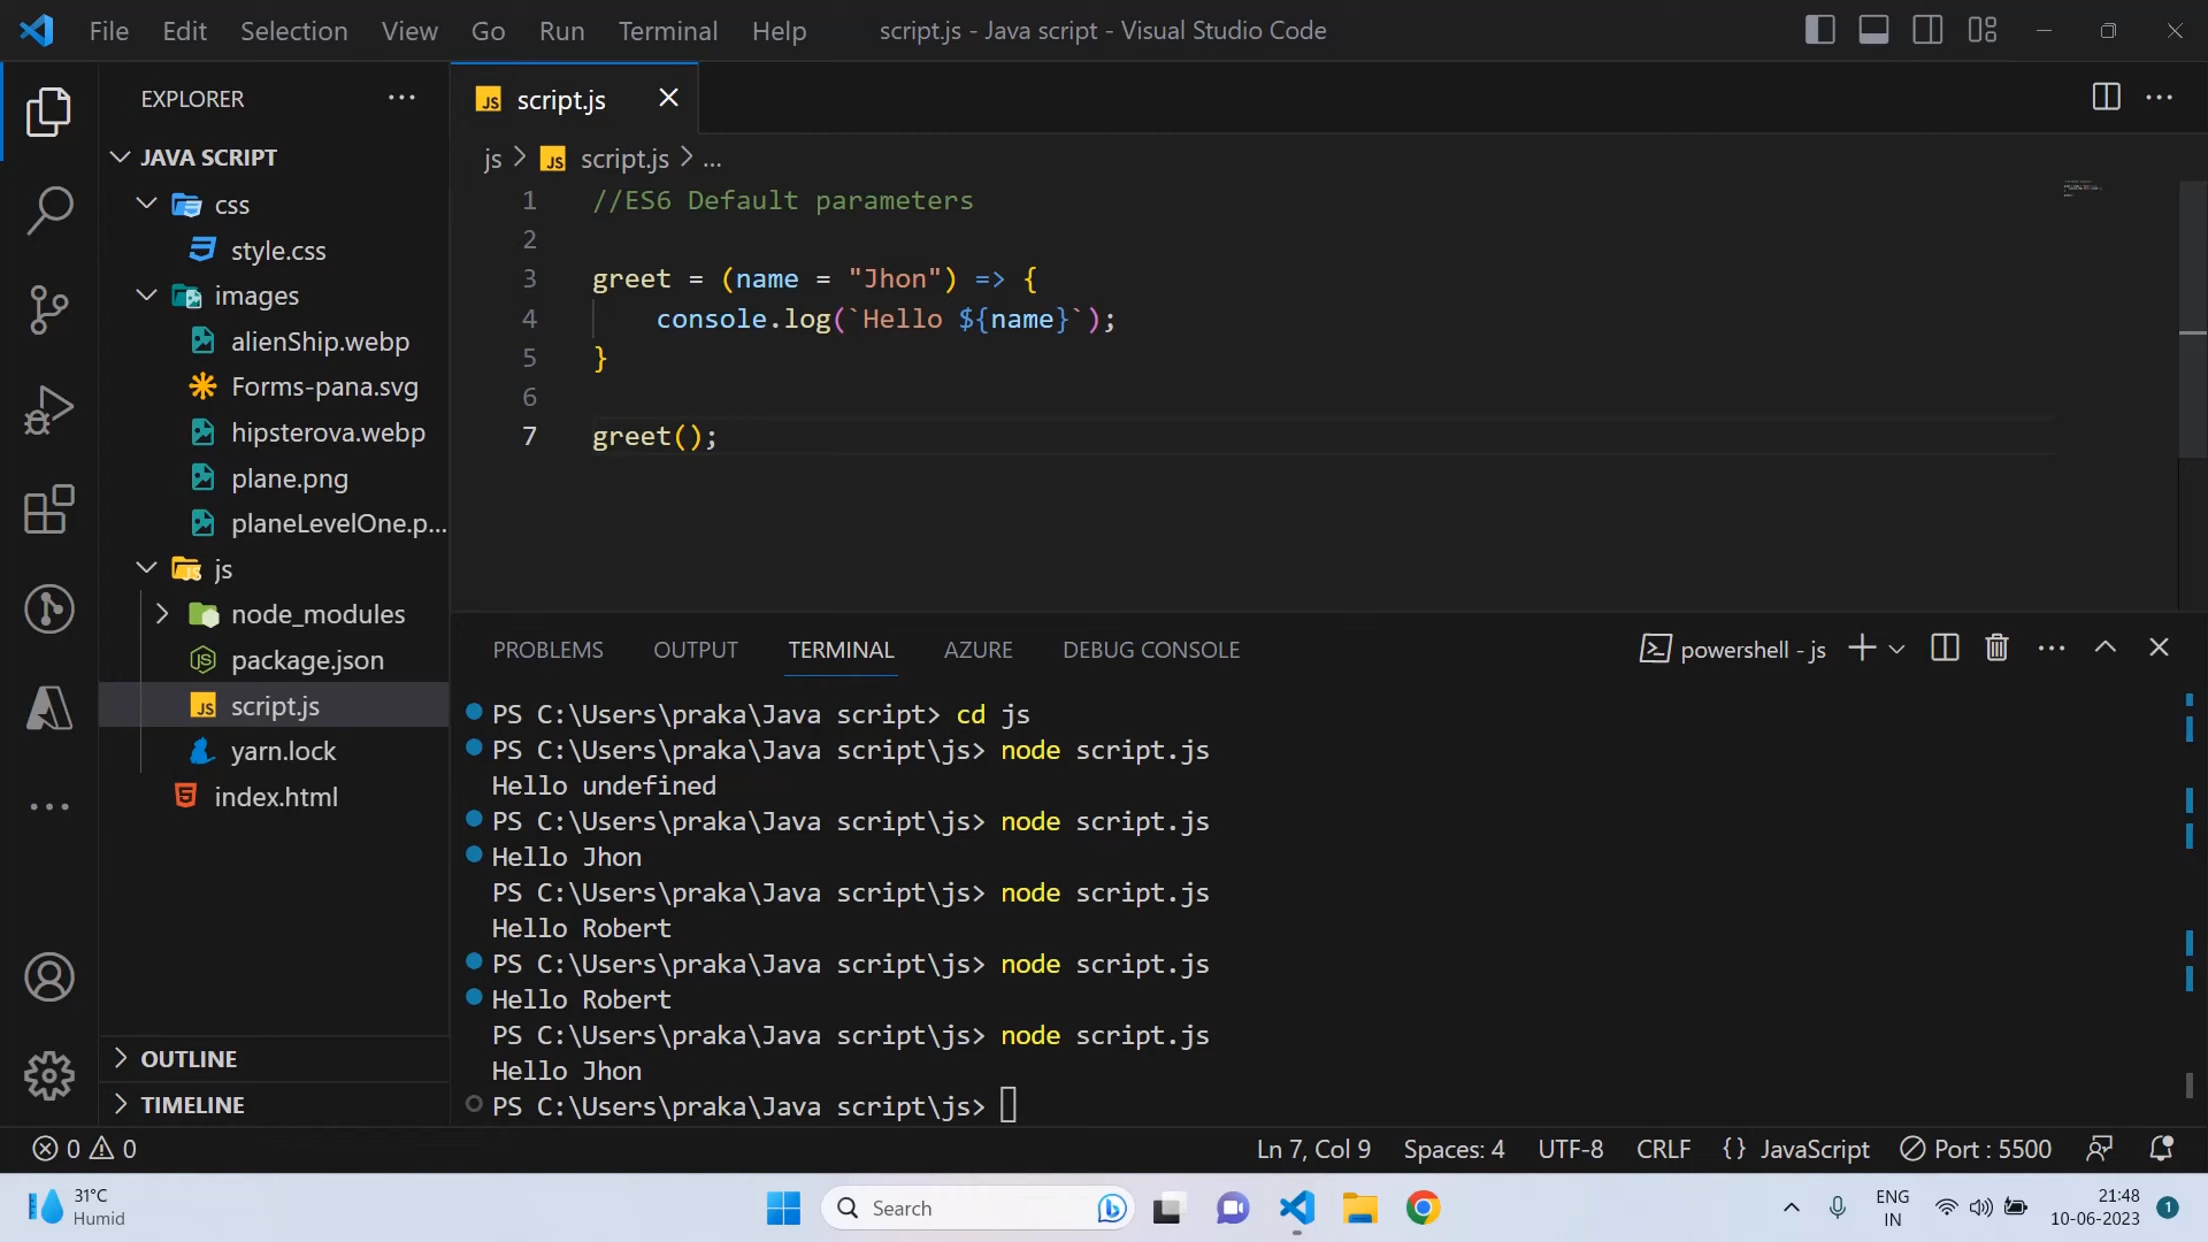 File Edit Selection View Go Run Terminal Help script.js - Java script - Visual Studio Code
EXPLORER
JAVA SCRIPT
css
style.css
images
alienShip.webp
Forms-pana.svg
hipsterova.webp
plane.png
planeLevelOne.p...
js
node_modules
package.json
script.js
yarn.lock
index.html
OUTLINE
TIMELINE
JS script.js
js > JS script.js > ...
1 //ES6 Default parameters
2
3 greet = (name = "Jhon") => {
4 console.log(`Hello ${name}`);
5 }
6
7 greet();
PROBLEMS OUTPUT TERMINAL AZURE DEBUG CONSOLE powershell - js
PS C:\Users\praka\Java script> cd js
PS C:\Users\praka\Java script\js> node script.js
Hello undefined
PS C:\Users\praka\Java script\js> node script.js
Hello Jhon
PS C:\Users\praka\Java script\js> node script.js
Hello Robert
PS C:\Users\praka\Java script\js> node script.js
Hello Robert
PS C:\Users\praka\Java script\js> node script.js
Hello Jhon
PS C:\Users\praka\Java script\js>
0 0 Ln 7, Col 9 Spaces: 4 UTF-8 CRLF {} JavaScript Port : 5500
31°C
Humid
Search
ENG
IN
21:48
10-06-2023
1